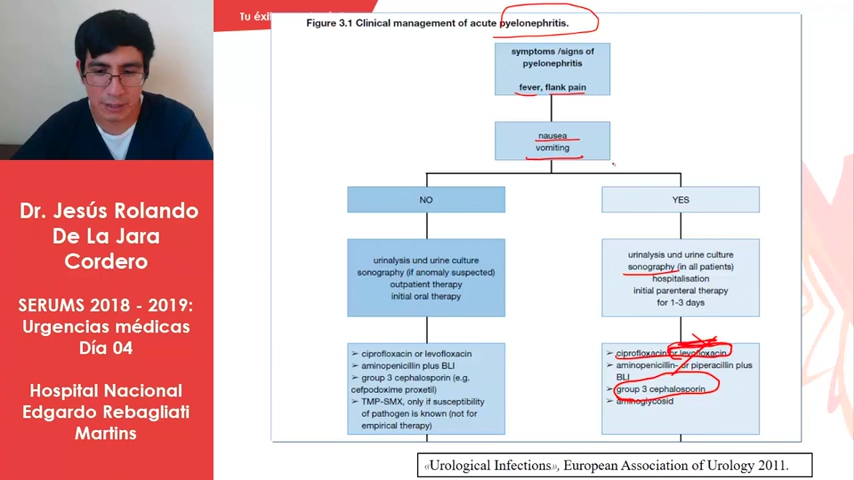 Tu éxi
Figure 3.1 Clinical management of acute pyelonephritis.
symptoms /signs of
pyelonephritis
fever, flank pain
nausea
vomiting
NO
YES
urinalysis und urine culture
sonography (if anomaly suspected)
outpatient therapy
initial oral therapy
urinalysis und urine culture
sonography (in all patients)
hospitalisation
initial parenteral therapy
for 1-3 days
➢ ciprofloxacin or levofloxacin
➢ aminopenicillin plus BLI
➢ group 3 cephalosporin (e.g.
cefpodoxime proxetil)
➢ TMP-SMX, only if susceptibility
of pathogen is known (not for
empirical therapy)
➢ ciprofloxacin or levofloxacin
➢ aminopenicillin- or piperacillin plus
BLI
➢ group 3 cephalosporin
➢ aminoglycosid
«Urological Infections», European Association of Urology 2011.
Dr. Jesús Rolando
De La Jara
Cordero
SERUMS 2018 - 2019:
Urgencias médicas
Día 04
Hospital Nacional
Edgardo Rebagliati
Martins